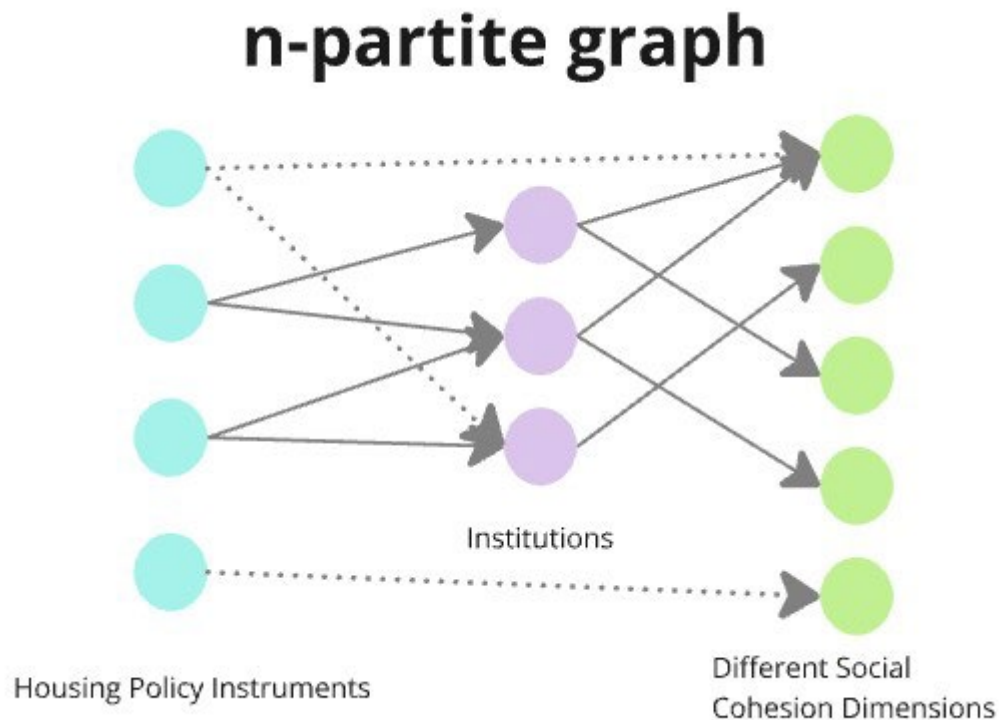 n-partite graph
Institutions
Housing Policy Instruments
Different Social
Cohesion Dimensions